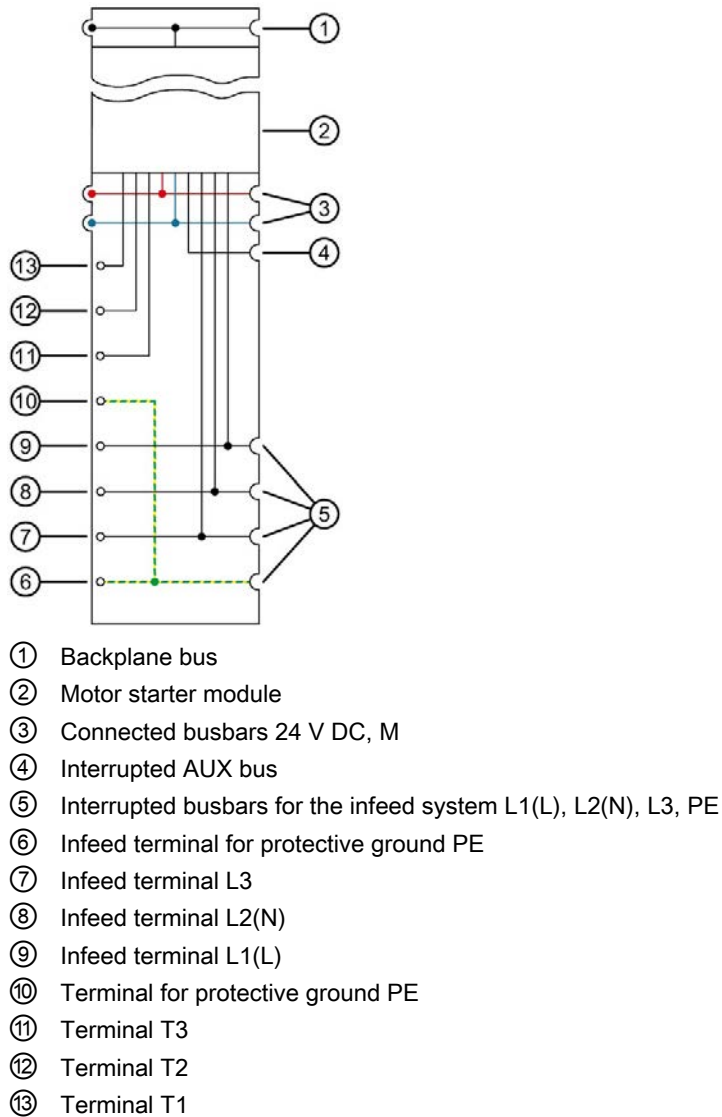 ①
②
③
④
⑬
⑫
⑪
⑩
⑨
⑧
⑤
⑦
⑥
① Backplane bus
② Motor starter module
③ Connected busbars 24 V DC, M
④ Interrupted AUX bus
⑤ Interrupted busbars for the infeed system L1(L), L2(N), L3, PE
⑥ Infeed terminal for protective ground PE
⑦ Infeed terminal L3
⑧ Infeed terminal L2(N)
⑨ Infeed terminal L1(L)
⑩ Terminal for protective ground PE
⑪ Terminal T3
⑫ Terminal T2
⑬ Terminal T1